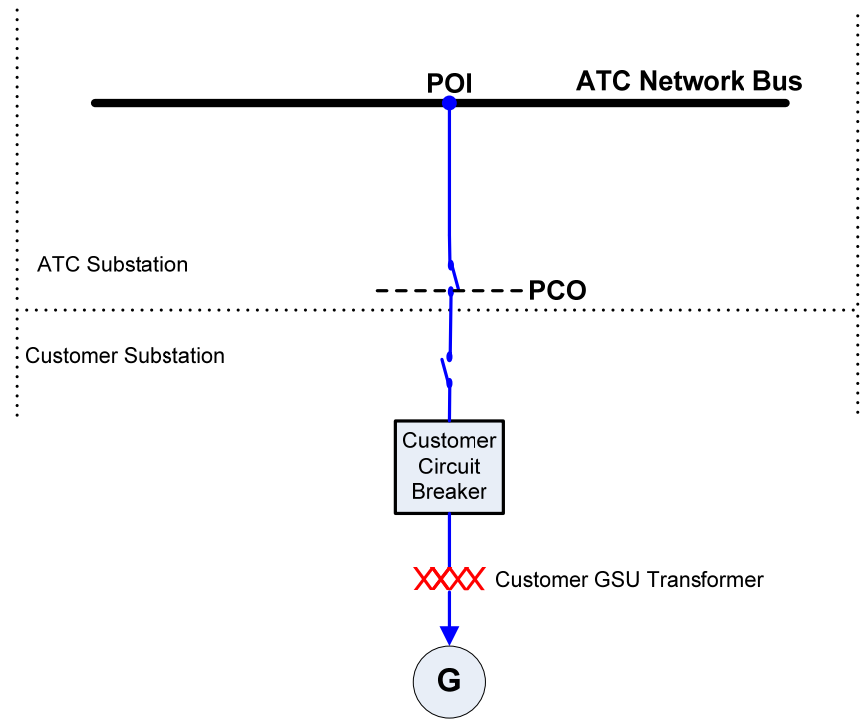 POI
ATC Network Bus
ATC Substation
PCO
Customer Substation
Customer
Circuit
Breaker
Customer GSU Transformer
G